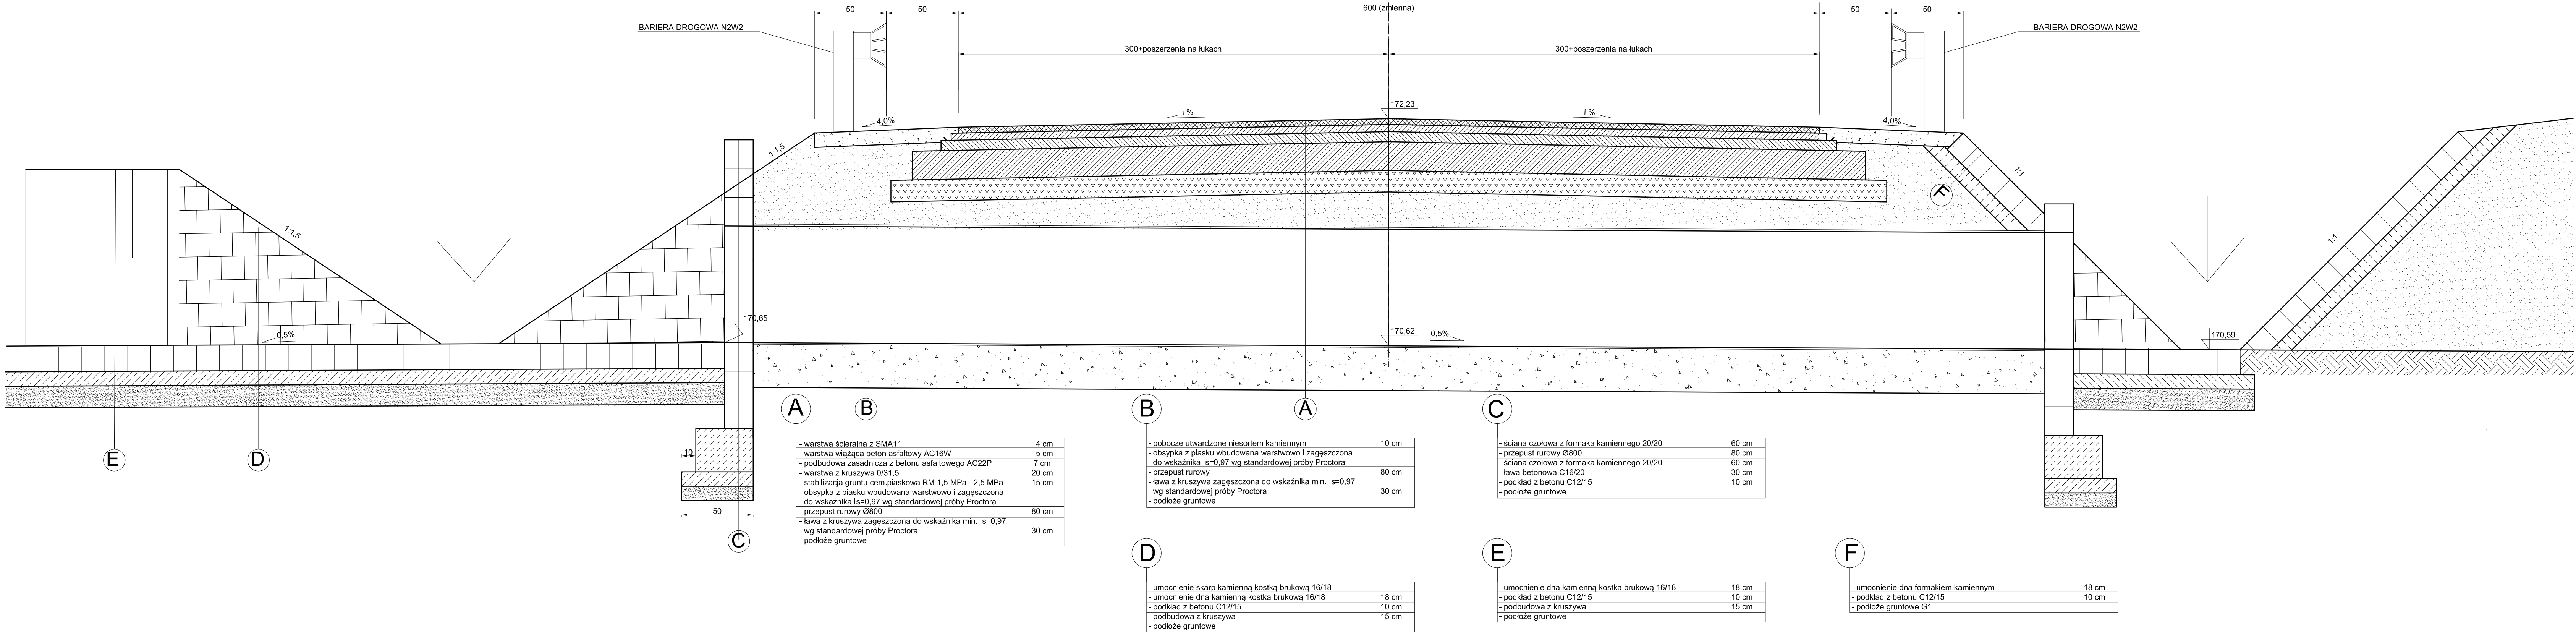 50
50
600 (zmienna)
50
50
BARIERA DROGOWA N2W2
BARIERA DROGOWA N2W2
300+poszerzenia na łukach
300+poszerzenia na łukach
172,23
4,0%
i %
i %
4,0%
1:1,5
1:1
F
1:1,5
1:1
170,65
0,5%
170,62
0,5%
170,59
E
D
B
A
10
50
C
A
- warstwa ścieralna z SMA11 4 cm
- warstwa wiążąca beton asfaltowy AC16W 5 cm
- podbudowa zasadnicza z betonu asfaltowego AC22P 7 cm
- warstwa z kruszywa 0/31,5 20 cm
- stabilizacja gruntu cem.piaskowa RM 1,5 MPa - 2,5 MPa 15 cm
- obsypka z piasku wbudowana warstwowo i zagęszczona
do wskaźnika Is=0,97 wg standardowej próby Proctora
- przepust rurowy Ø800 80 cm
- ława z kruszywa zagęszczona do wskaźnika min. Is=0,97
wg standardowej próby Proctora 30 cm
- podłoże gruntowe
B
- pobocze utwardzone niesortem kamiennym 10 cm
- obsypka z piasku wbudowana warstwowo i zagęszczona
do wskaźnika Is=0,97 wg standardowej próby Proctora
- przepust rurowy 80 cm
- ława z kruszywa zagęszczona do wskaźnika min. Is=0,97
wg standardowej próby Proctora 30 cm
- podłoże gruntowe
C
- ściana czołowa z formaka kamiennego 20/20 60 cm
- przepust rurowy Ø800 80 cm
- ściana czołowa z formaka kamiennego 20/20 60 cm
- ława betonowa C16/20 30 cm
- podkład z betonu C12/15 10 cm
- podłoże gruntowe
D
- umocnienie skarp kamienną kostką brukową 16/18
- umocnienie dna kamienną kostka brukową 16/18 18 cm
- podkład z betonu C12/15 10 cm
- podbudowa z kruszywa 15 cm
- podłoże gruntowe
E
- umocnienie dna kamienną kostka brukową 16/18 18 cm
- podkład z betonu C12/15 10 cm
- podbudowa z kruszywa 15 cm
- podłoże gruntowe
F
- umocnienie dna formakiem kamiennym 18 cm
- podkład z betonu C12/15 10 cm
- podłoże gruntowe G1